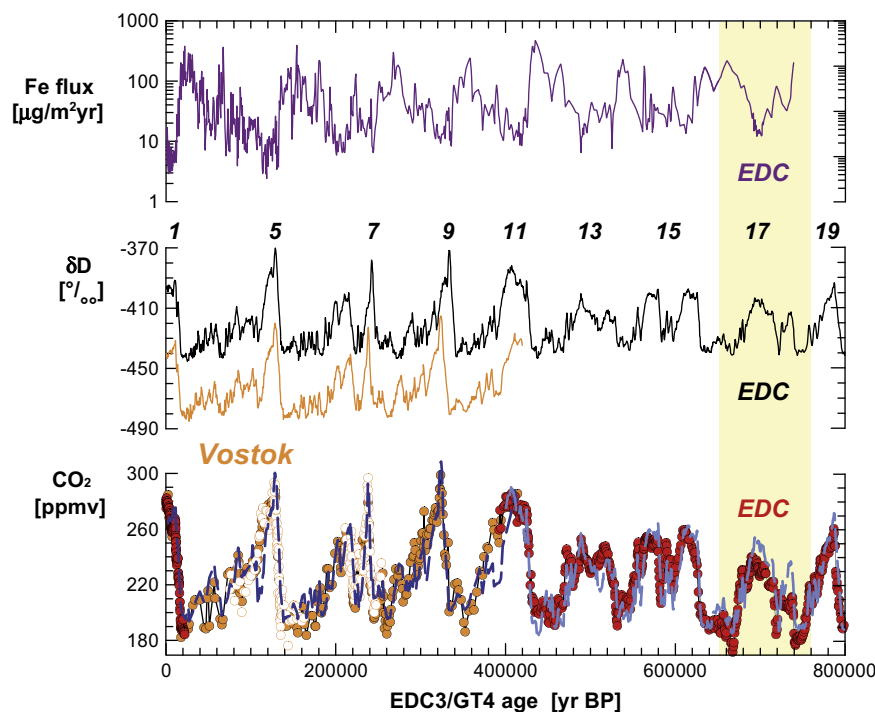 1000
Fe flux
[μg/m²yr]
100
10
1
EDC
1 5 7 9 11 13 15 17 19
δD
[°/oo]
-370
-410
-450
-490
EDC
Vostok
CO₂
[ppmv]
300
260
220
180
EDC
0 200000 400000 600000 800000
EDC3/GT4 age [yr BP]